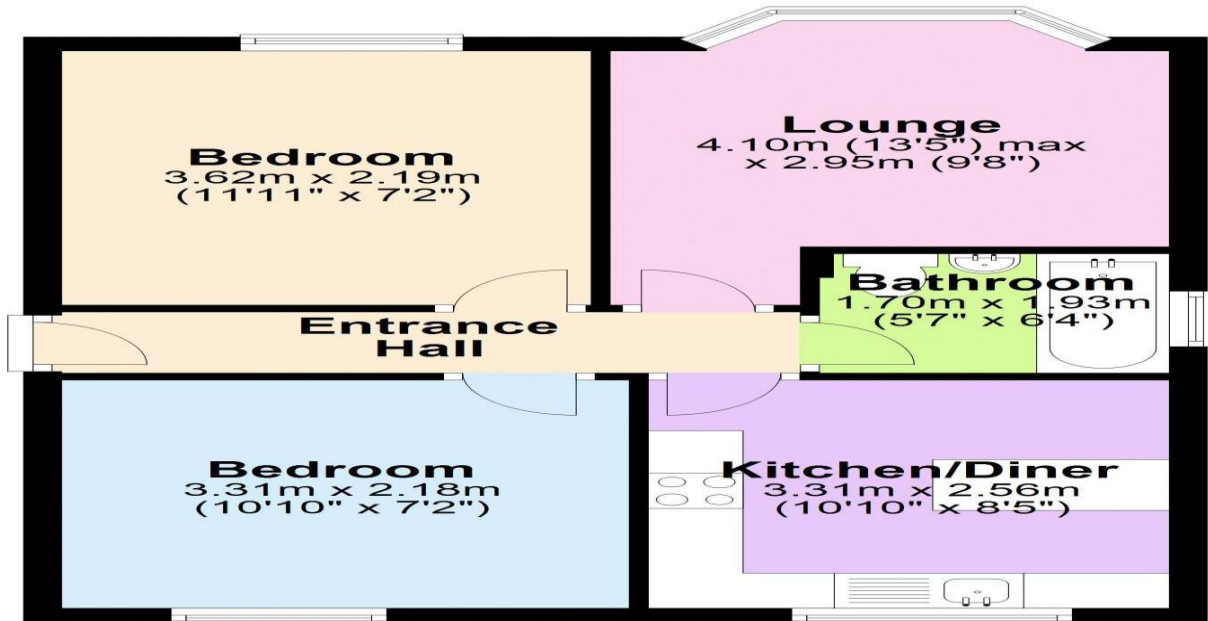 Bedroom
3.62m x 2.19m
(11'11" x 7'2")
Lounge
4.10m (13'5") max
x 2.95m (9'8")
Bathroom
1.70m x 1.93m
(5'7" x 6'4")
Entrance
Hall
Bedroom
3.31m x 2.18m
(10'10" x 7'2")
Kitchen/Diner
3.31m x 2.56m
(10'10" x 8'5")